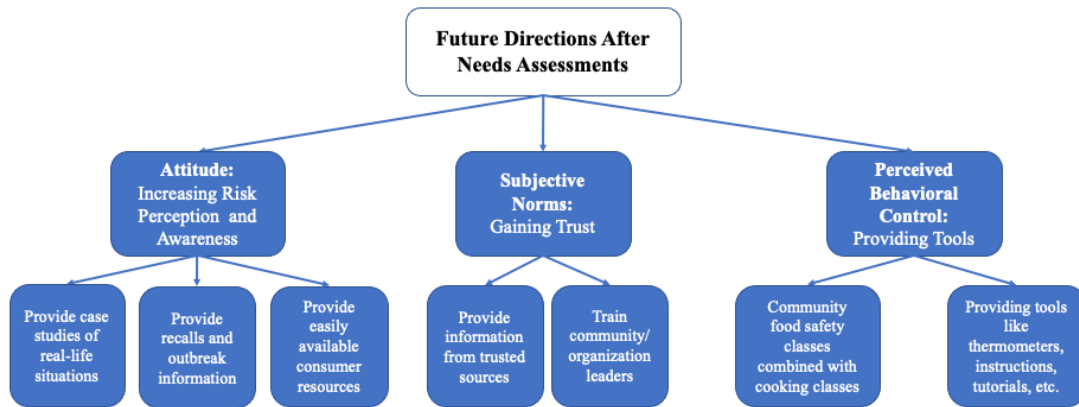 Future Directions After
Needs Assessments
Attitude:
Increasing Risk
Perception and
Awareness
Subjective
Norms:
Gaining Trust
Perceived
Behavioral
Control:
Providing Tools
Provide case
studies of
real-life
situations
Provide
recalls and
outbreak
information
Provide
easily
available
consumer
resources
Provide
information
from trusted
sources
Train
community/
organization
leaders
Community
food safety
classes
combined with
cooking classes
Providing tools
like
thermometers,
instructions,
tutorials, etc.